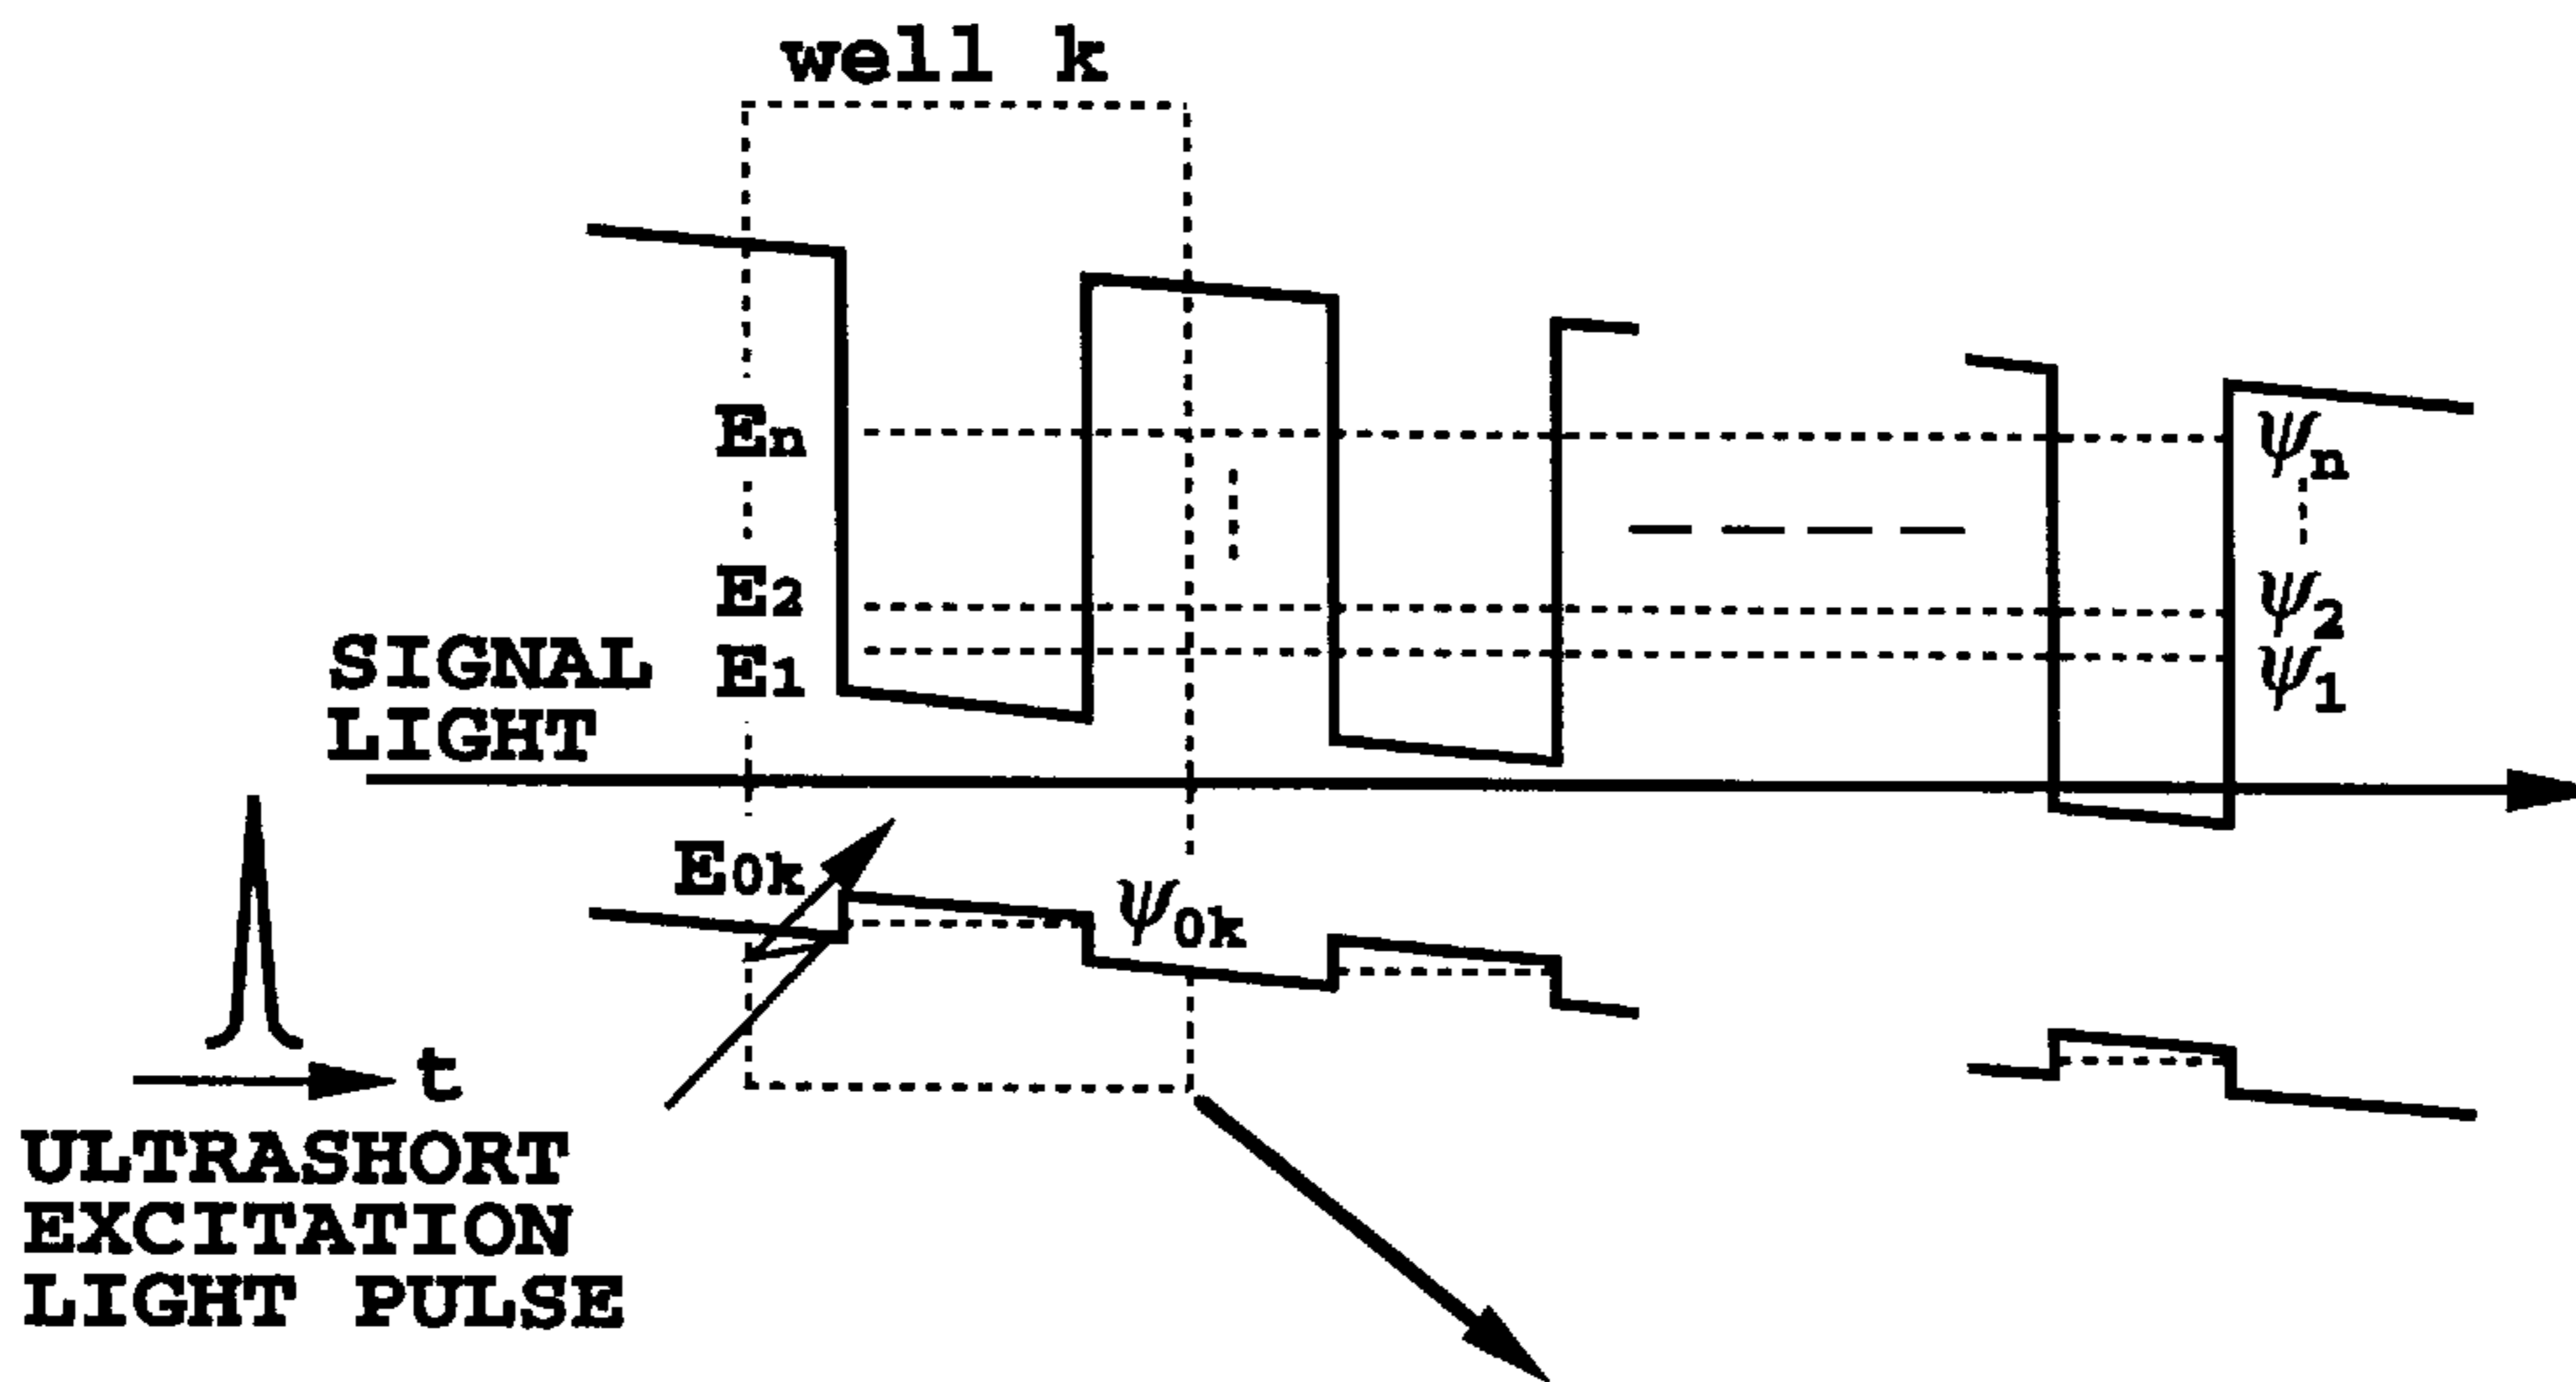 well k
En
ψn
E2
ψ2
SIGNAL
LIGHT
E1
ψ1
E0k
ψ0k
t
ULTRASHORT
EXCITATION
LIGHT PULSE